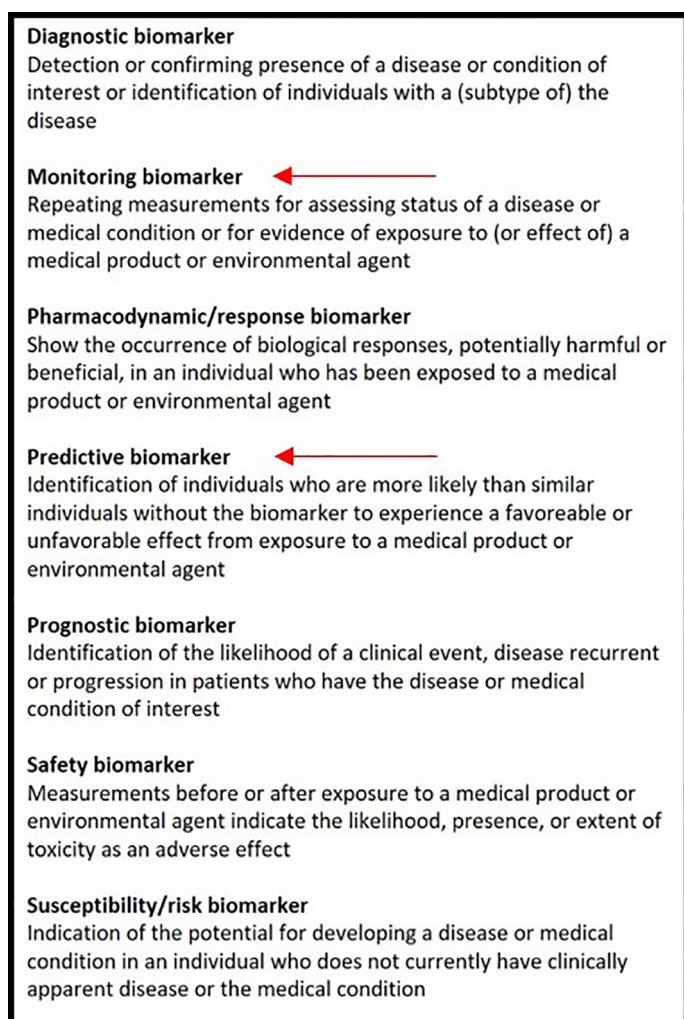 Diagnostic biomarker
Detection or confirming presence of a disease or condition of
interest or identification of individuals with a (subtype of) the
disease
Monitoring biomarker
Repeating measurements for assessing status of a disease or
medical condition or for evidence of exposure to (or effect of) a
medical product or environmental agent
Pharmacodynamic/response biomarker
Show the occurrence of biological responses, potentially harmful or
beneficial, in an individual who has been exposed to a medical
product or environmental agent
Predictive biomarker
Identification of individuals who are more likely than similar
individuals without the biomarker to experience a favoreable or
unfavorable effect from exposure to a medical product or
environmental agent
Prognostic biomarker
Identification of the likelihood of a clinical event, disease recurrent
or progression in patients who have the disease or medical
condition of interest
Safety biomarker
Measurements before or after exposure to a medical product or
environmental agent indicate the likelihood, presence, or extent of
toxicity as an adverse effect
Susceptibility/risk biomarker
Indication of the potential for developing a disease or medical
condition in an individual who does not currently have clinically
apparent disease or the medical condition